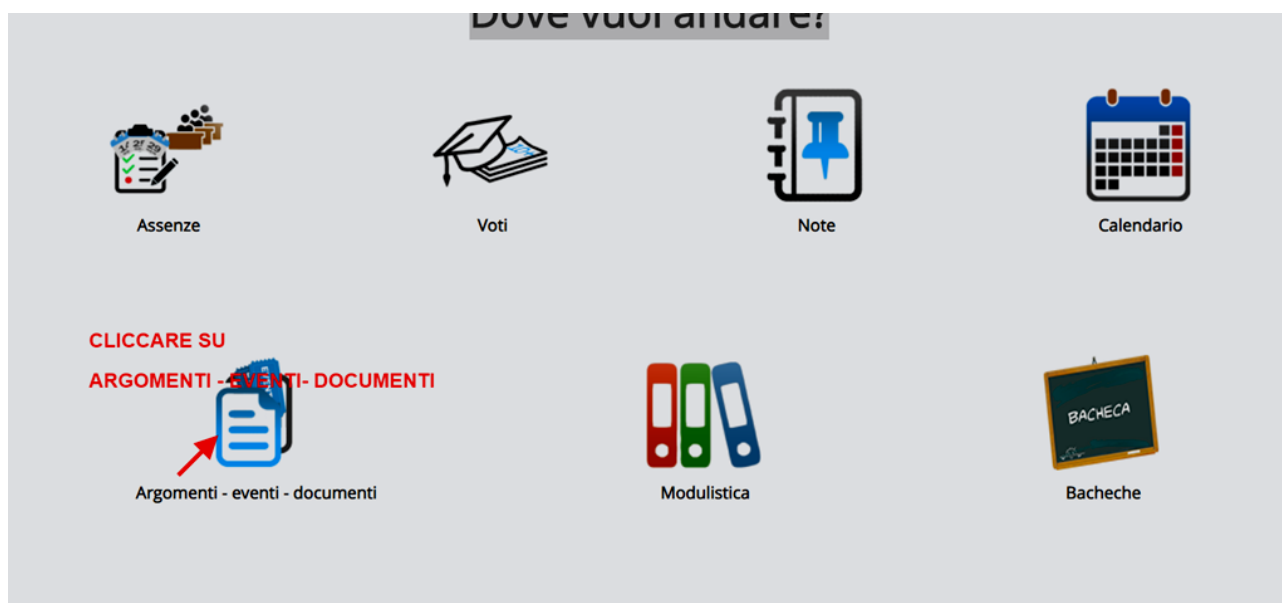 Dove vuoi andare?
Assenze
Voti
Note
Calendario
CLICCARE SU
ARGOMENTI - EVENTI- DOCUMENTI
BACHECA
Argomenti - eventi - documenti
Modulistica
Bacheche